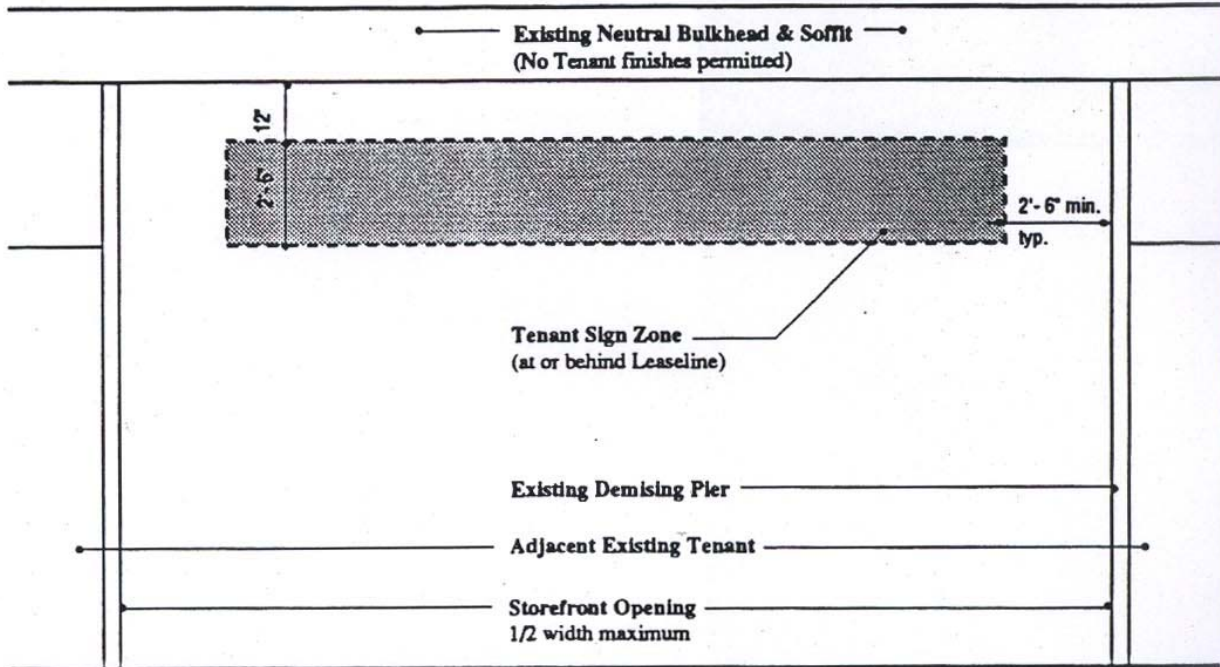 Existing Neutral Bulkhead & Soffit
(No Tenant finishes permitted)
12"
2'- 6"
2'- 6" min.
typ.
Tenant Sign Zone
(at or behind Leaseline)
Existing Demising Pier
Adjacent Existing Tenant
Storefront Opening
1/2 width maximum